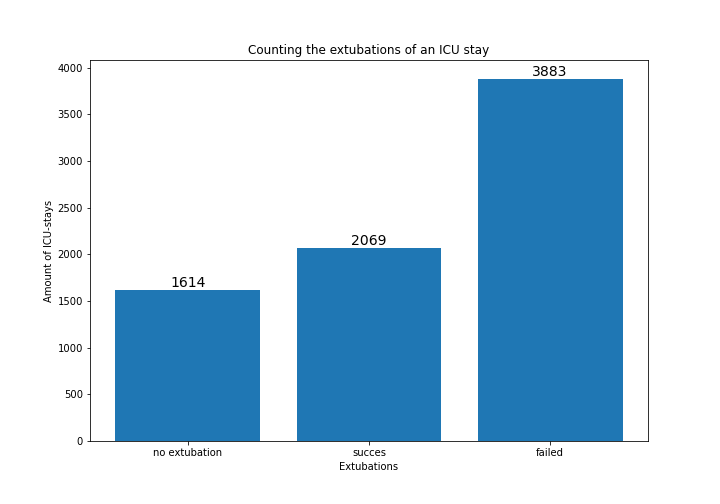 Counting the extubations of an ICU stay
4000
3500
3000
2500
2000
1500
1000
500
0
Amount of ICU-stays
1614
2069
3883
no extubation
succes
failed
Extubations